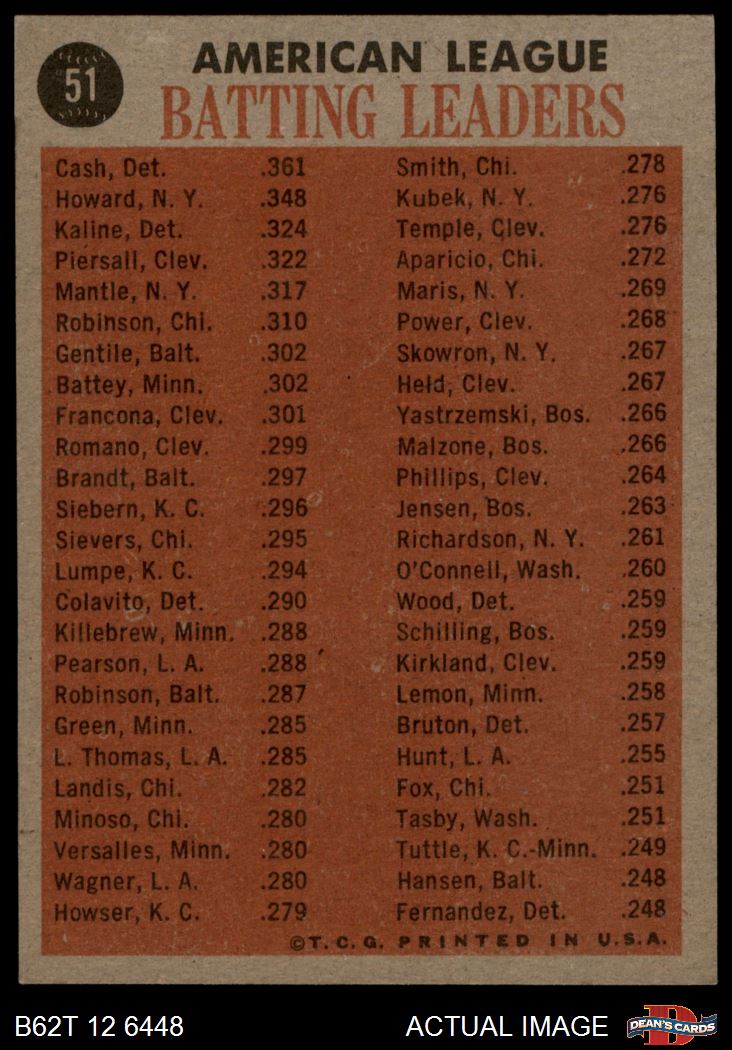 51
AMERICAN LEAGUE
BATTING LEADERS
Cash, Det. .361
Howard, N. Y. .348
Kaline, Det. .324
Piersall, Clev. .322
Mantle, N. Y. .317
Robinson, Chi. .310
Gentile, Balt. .302
Battey, Minn. .302
Francona, Clev. .301
Romano, Clev. .299
Brandt, Balt. .297
Siebern, K. C. .296
Sievers, Chi. .295
Lumpe, K. C. .294
Colavito, Det. .290
Killebrew, Minn. .288
Pearson, L. A. .288
Robinson, Balt. .287
Green, Minn. .285
L. Thomas, L. A. .285
Landis, Chi. .282
Minoso, Chi. .280
Versalles, Minn. .280
Wagner, L. A. .280
Howser, K. C. .279
Smith, Chi. .278
Kubek, N. Y. .276
Temple, Clev. .276
Aparicio, Chi. .272
Maris, N. Y. .269
Power, Clev. .268
Skowron, N. Y. .267
Held, Clev. .267
Yastrzemski, Bos. .266
Malzone, Bos. .266
Phillips, Clev. .264
Jensen, Bos. .263
Richardson, N. Y. .261
O'Connell, Wash. .260
Wood, Det. .259
Schilling, Bos. .259
Kirkland, Clev. .259
Lemon, Minn. .258
Bruton, Det. .257
Hunt, L. A. .255
Fox, Chi. .251
Tasby, Wash. .251
Tuttle, K. C.-Minn. .249
Hansen, Balt. .248
Fernandez, Det. .248
©T. C. G. PRINTED IN U.S.A.
B62T 12 6448
ACTUAL IMAGE
D
DEAN'S CARDS